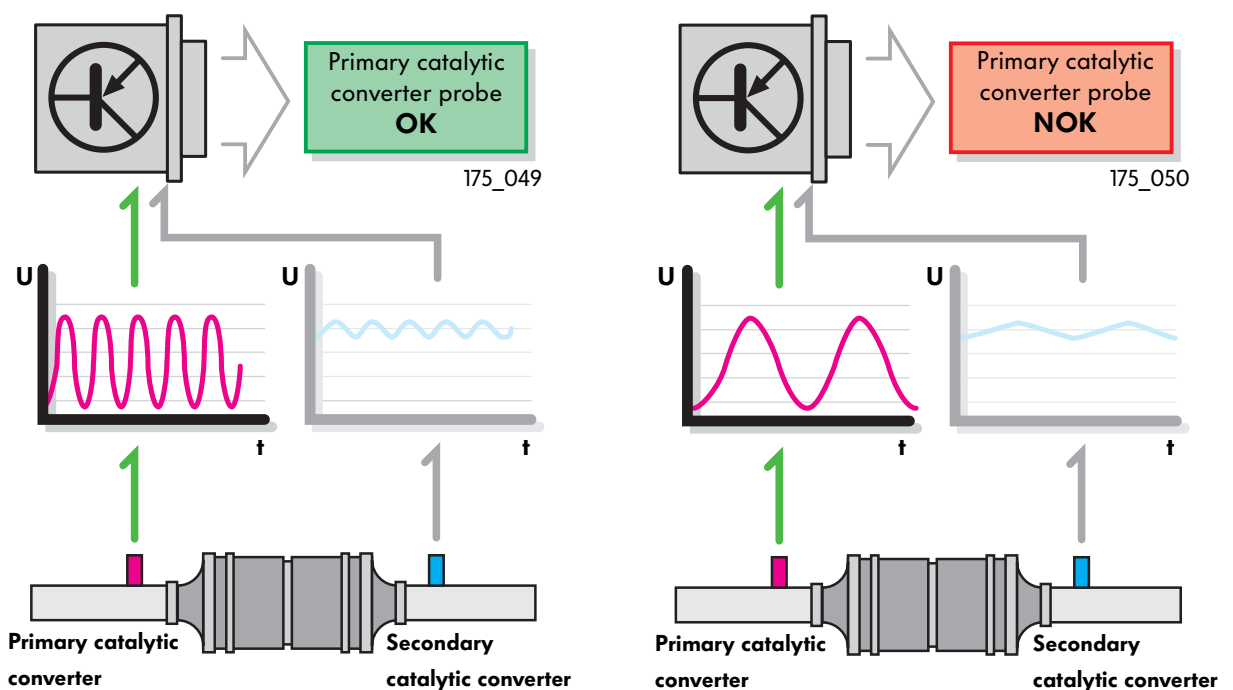 Primary catalytic
converter probe
OK
175_049
U
t
U
t
Primary catalytic
converter
Secondary
catalytic converter
Primary catalytic
converter probe
NOK
175_050
U
t
U
t
Primary catalytic
converter
Secondary
catalytic converter